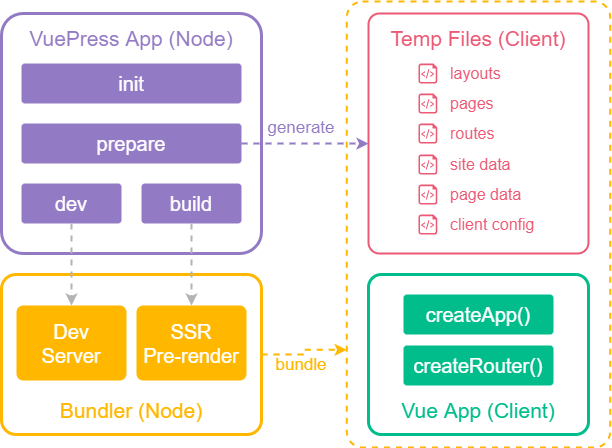 VuePress App (Node)
init
prepare
dev
build
generate
Temp Files (Client)
layouts
pages
routes
site data
page data
client config
Dev
Server
SSR
Pre-render
Bundler (Node)
bundle
createApp()
createRouter()
Vue App (Client)